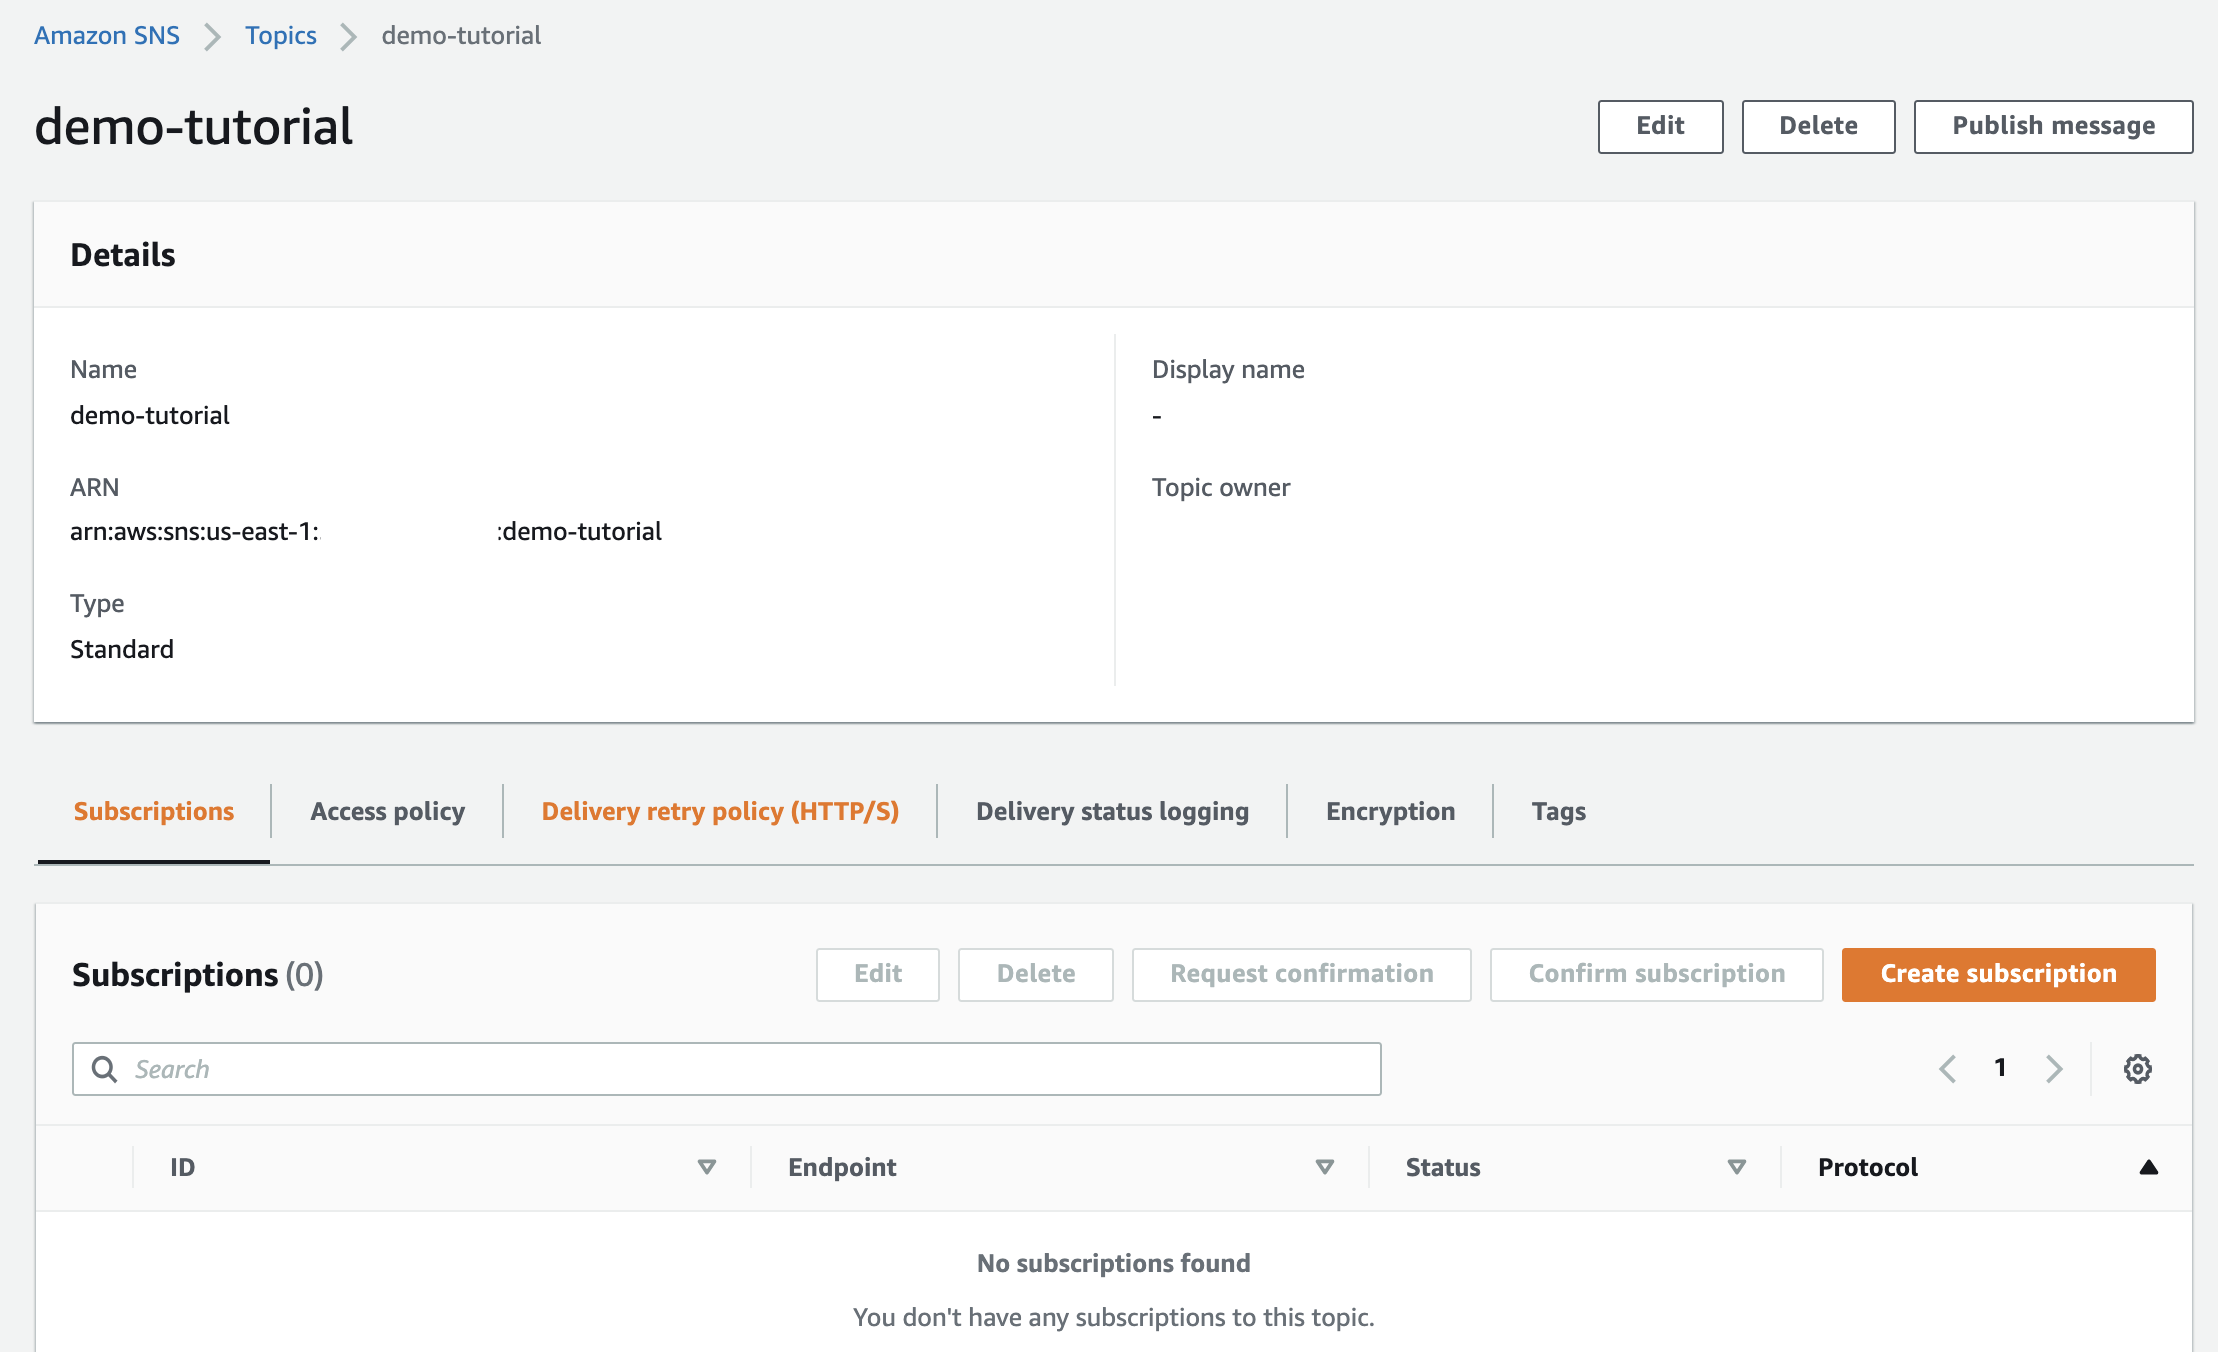 Amazon SNS > Topics > demo-tutorial
demo-tutorial
Edit Delete Publish message
Details
Name
demo-tutorial
ARN
arn:aws:sns:us-east-1: :demo-tutorial
Type
Standard
Display name
-
Topic owner
Subscriptions Access policy Delivery retry policy (HTTP/S) Delivery status logging Encryption Tags
Subscriptions (0) Edit Delete Request confirmation Confirm subscription Create subscription
Search 1
ID Endpoint Status Protocol
No subscriptions found
You don't have any subscriptions to this topic.